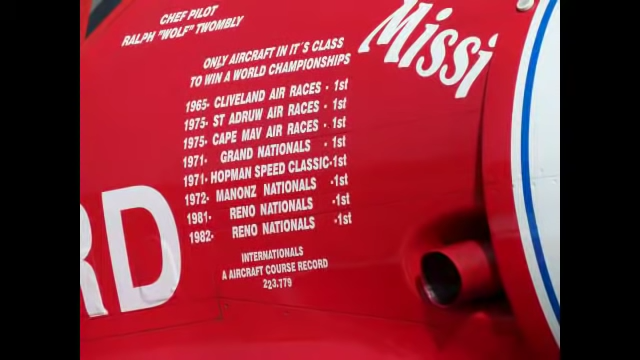 CHEF PILOT
RALPH "WOLF" TWOMBLY
Missi
ONLY AIRCRAFT IN IT´S CLASS
TO WIN A WORLD CHAMPIONSHIPS
1965- CLIVELAND AIR RACES - 1st
1975- ST ADRUW AIR RACES - 1st
1975- CAPE MAV AIR RACES - 1st
1971- GRAND NATIONALS - 1st
1971- HOPMAN SPEED CLASSIC-1st
1972- MANONZ NATIONALS -1st
1981- RENO NATIONALS -1st
1982- RENO NATIONALS -1st
INTERNATIONALS
A AIRCRAFT COURSE RECORD
223.779
RD